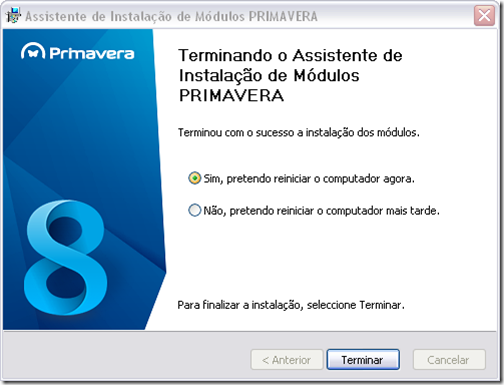 Assistente de Instalação de Módulos PRIMAVERA
Primavera
Terminando o Assistente de
Instalação de Módulos
PRIMAVERA
Terminou com o sucesso a instalação dos módulos.
Sim, pretendo reiniciar o computador agora.
Não, pretendo reiniciar o computador mais tarde.
8
Para finalizar a instalação, seleccione Terminar.
< Anterior
Terminar
Cancelar